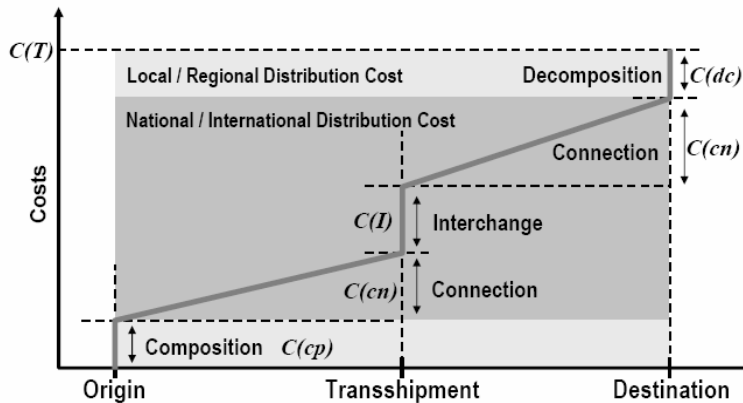 C(T)
Local / Regional Distribution Cost
Decomposition
C(dc)
National / International Distribution Cost
Connection
C(cn)
Costs
C(I)
Interchange
C(cn)
Connection
Composition C(cp)
Origin
Transshipment
Destination